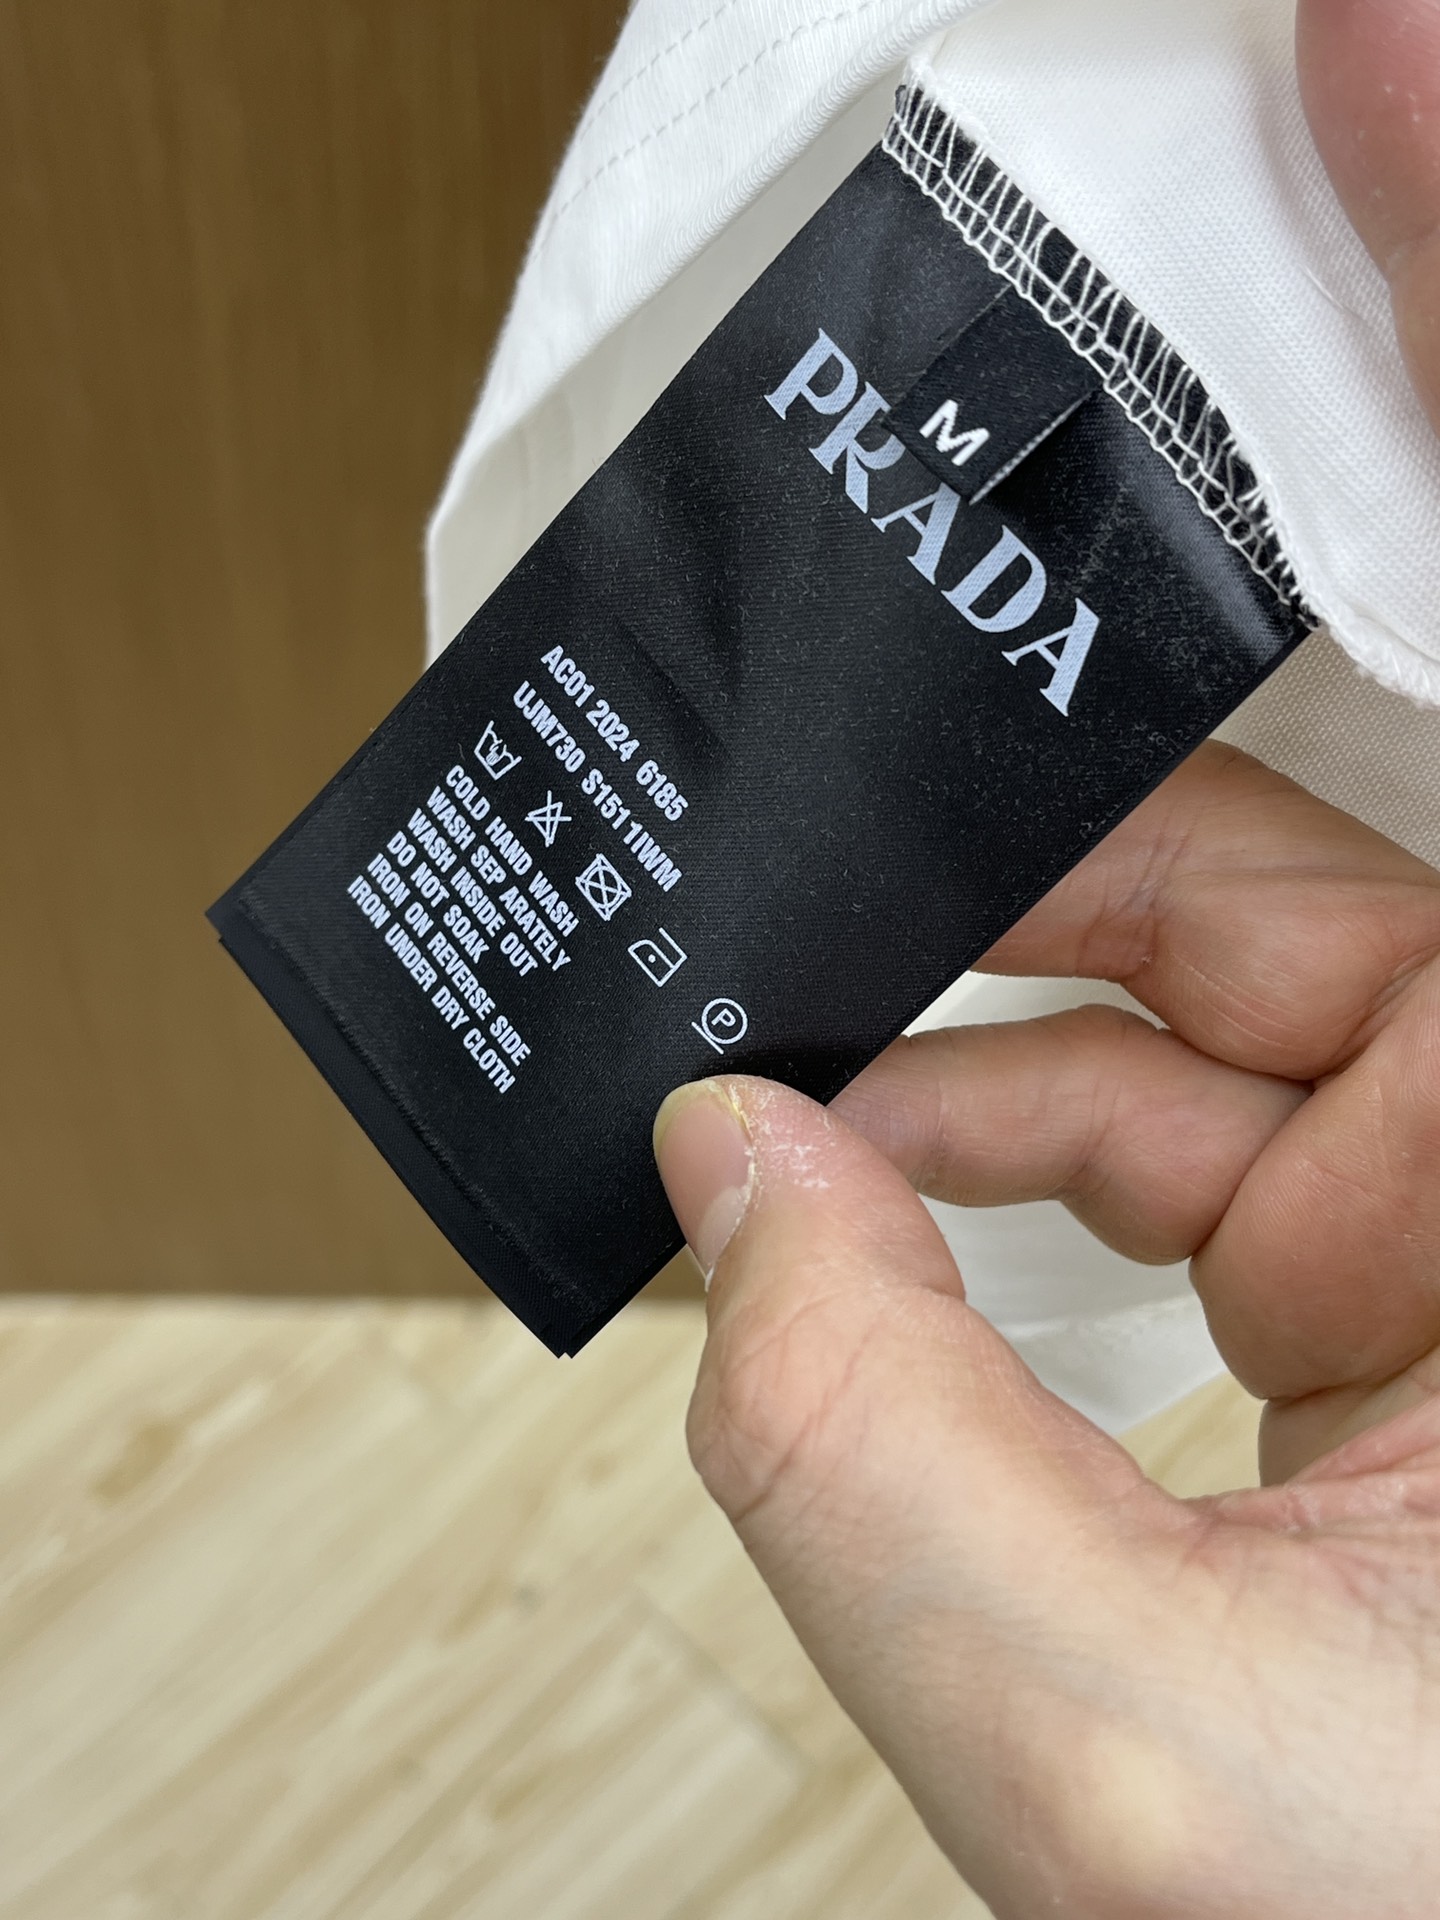 M
PRADA
AC01 2024 6185
UJM730 S151 1IWM
P
COLD HAND WASH
WASH SEP ARATELY
WASH INSIDE OUT
DO NOT SOAK
IRON ON REVERSE SIDE
IRON UNDER DRY CLOTH